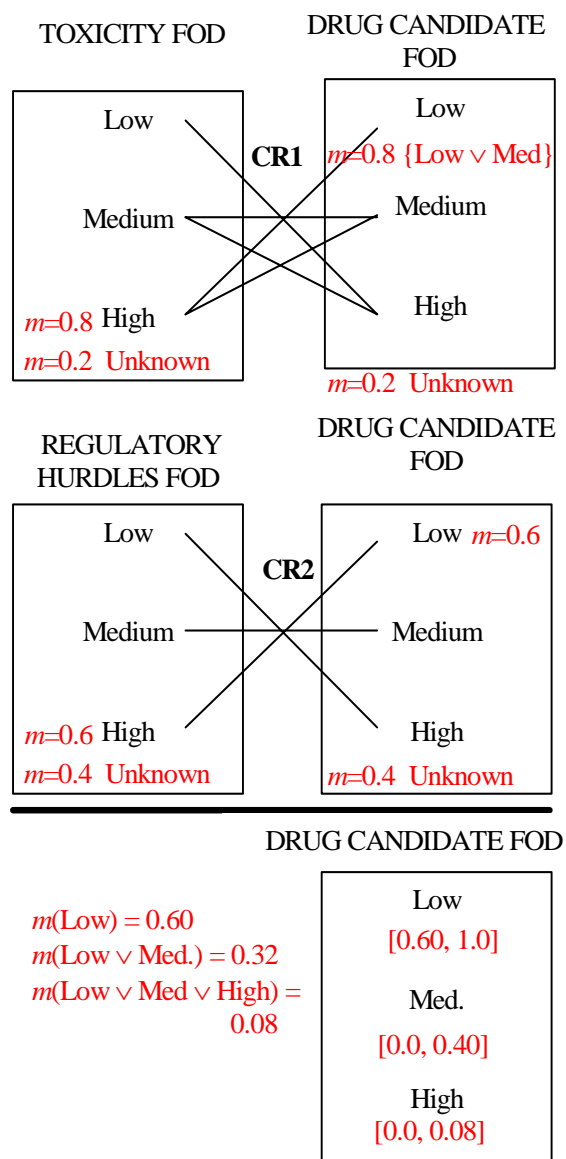 TOXICITY FOD
DRUG CANDIDATE
FOD
Low
Medium
m=0.8 High
m=0.2 Unknown
CR1
Low
m=0.8 {Low ∨ Med}
Medium
High
m=0.2 Unknown
REGULATORY
HURDLES FOD
DRUG CANDIDATE
FOD
Low
Medium
m=0.6 High
m=0.4 Unknown
CR2
Low m=0.6
Medium
High
m=0.4 Unknown
DRUG CANDIDATE FOD
m(Low) = 0.60
m(Low ∨ Med.) = 0.32
m(Low ∨ Med ∨ High) =
0.08
Low
[0.60, 1.0]
Med.
[0.0, 0.40]
High
[0.0, 0.08]